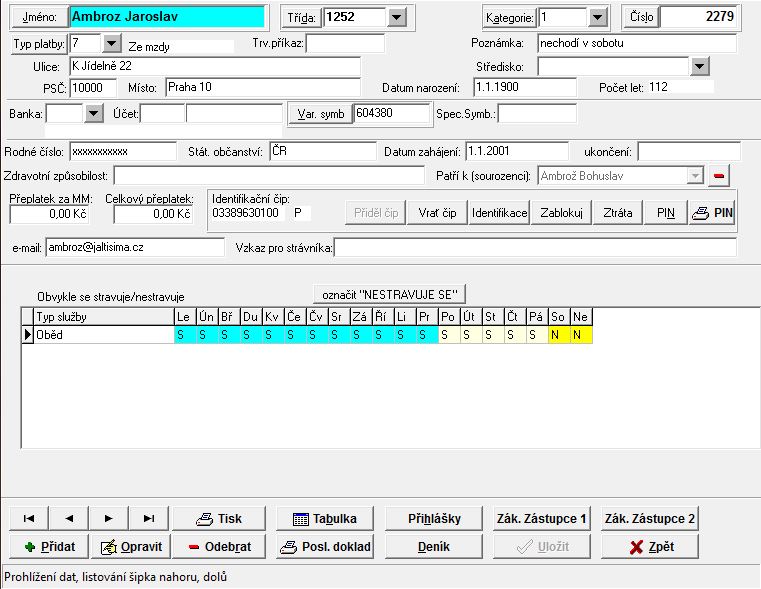 Jméno: Ambroz Jaroslav Třída: 1252 Kategorie: 1 Číslo 2279
Typ platby: 7 Ze mzdy Trv.příkaz: Poznámka: nechodí v sobotu
Ulice: K Jídelně 22 Středisko:
PSČ: 10000 Místo: Praha 10 Datum narození: 1.1.1900 Počet let: 112
Banka: Účet: Var. symb 604380 Spec.Symb.:
Rodné číslo: xxxxxxxxxxx Stát. občanství: ČR Datum zahájení: 1.1.2001 ukončení:
Zdravotní způsobilost: Patří k (sourozenci): Ambrož Bohuslav
Přeplatek za MM: Celkový přeplatek: Identifikační čip:
0,00 Kč 0,00 Kč 03389630100 P Přiděl čip Vrať čip Identifikace Zablokuj Ztráta PIN PIN
e-mail: ambroz@jaltisima.cz Vzkaz pro strávníka:
Obvykle se stravuje/nestravuje označit "NESTRAVUJE SE"
Typ služby Le Ún Bř Du Kv Če Čv Sr Zá Ří Li Pr Po Út St Čt Pá So Ne
Oběd S S S S S S S S S S S S S S S S S N N
Tisk Tabulka Přihlášky Zák. Zástupce 1 Zák. Zástupce 2
Přidat Opravit Odebrat Posl. doklad Deník Uložit Zpět
Prohlížení dat, listování šipka nahoru, dolů